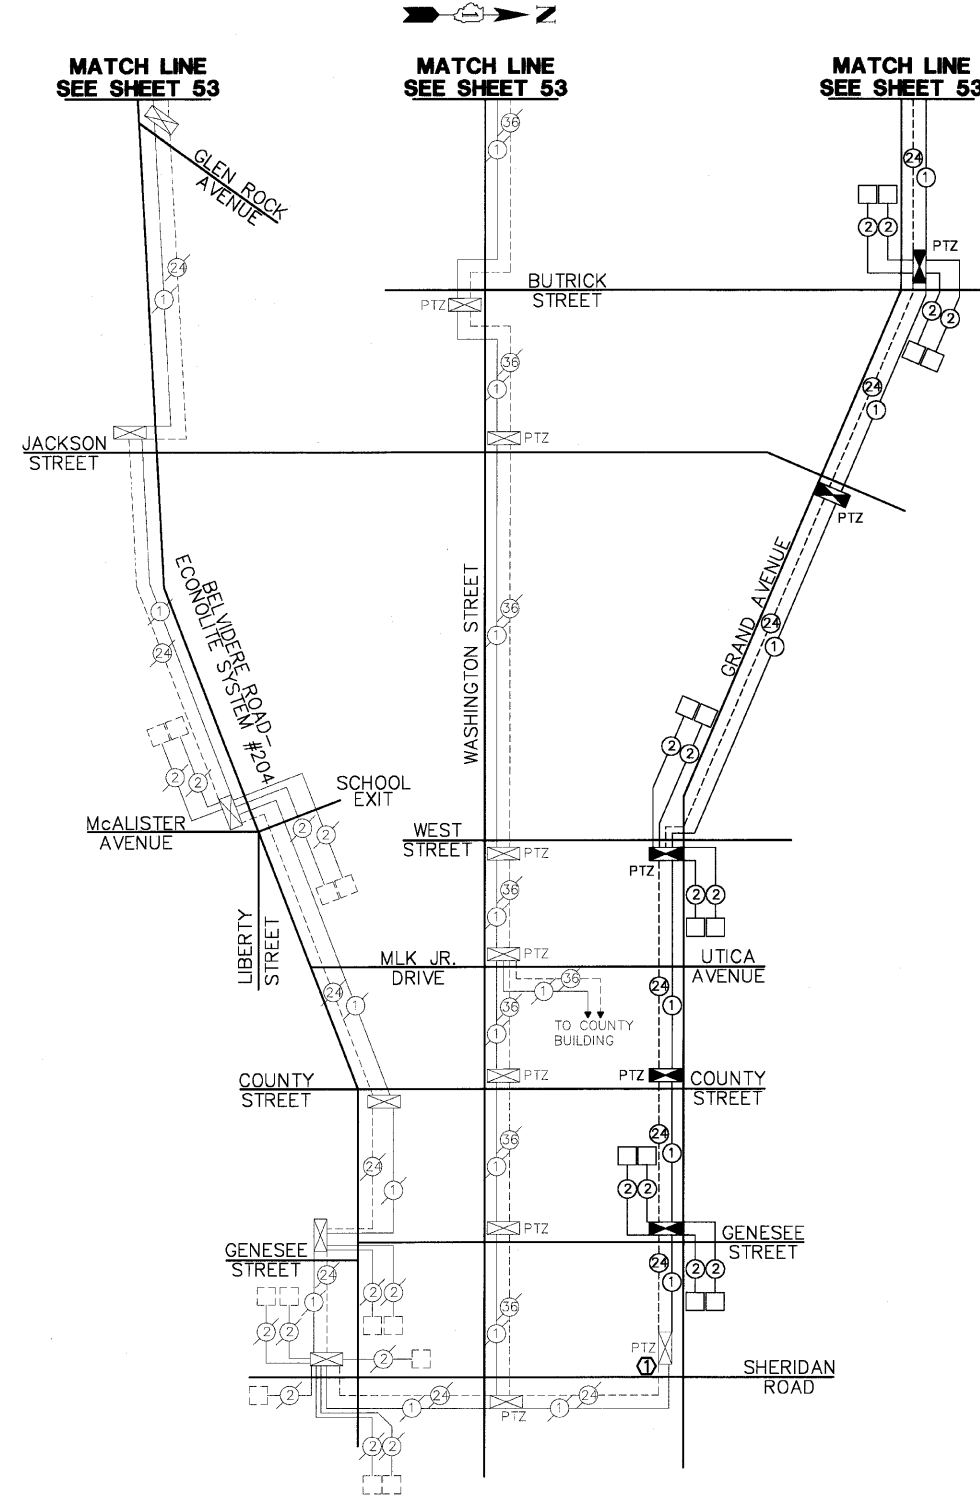 N
MATCH LINE
SEE SHEET 53
MATCH LINE
SEE SHEET 53
MATCH LINE
SEE SHEET 53
36
1
24
1
GLEN ROCK
AVENUE
2
2
PTZ
24
1
BUTRICK
STREET
PTZ
2
2
36
1
24
1
JACKSON
STREET
PTZ
PTZ
BELVIDERE ROAD-
ECONOLITE SYSTEM #204
WASHINGTON STREET
GRAND AVENUE
1
24
36
1
24
1
2
2
2
2
SCHOOL
EXIT
McALISTER
AVENUE
2
2
WEST
STREET
PTZ
PTZ
36
1
2
2
LIBERTY
STREET
MLK JR.
DRIVE
PTZ
UTICA
AVENUE
24
1
36
1
36
1
TO COUNTY
BUILDING
24
1
COUNTY
STREET
PTZ
PTZ
COUNTY
STREET
24
1
36
1
24
1
2
2
GENESEE
STREET
PTZ
GENESEE
STREET
24
1
2
2
36
1
24
1
2
2
2
2
2
PTZ
1
SHERIDAN
ROAD
2
24
1
PTZ
24
1
2
2